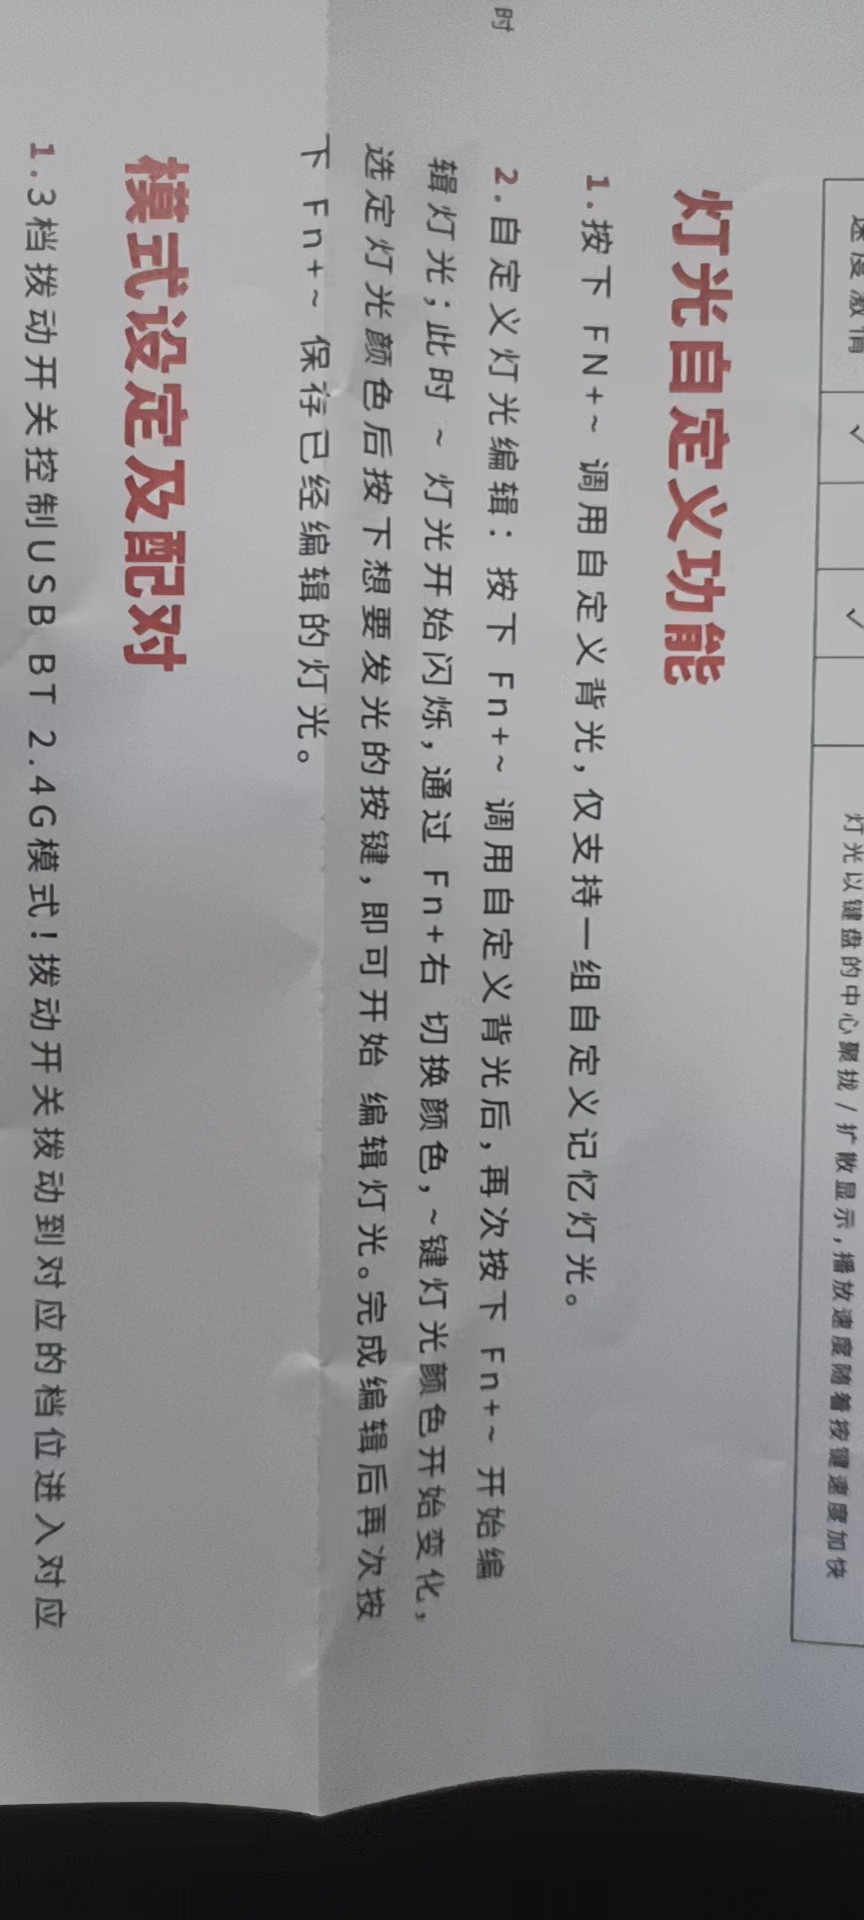 速度激情 ✓ ✓ 灯光以键盘的中心聚拢/扩散显示,播放速度随着按键速度加快
灯光自定义功能
1.按下 FN+~ 调用自定义背光,仅支持一组自定义记忆灯光。
时
2.自定义灯光编辑:按下 Fn+~ 调用自定义背光后,再次按下 Fn+~ 开始编
辑灯光;此时 ~ 灯光开始闪烁,通过 Fn+右 切换颜色,~键灯光颜色开始变化,
选定灯光颜色后按下想要发光的按键,即可开始 编辑灯光。完成编辑后再次按
下 Fn+~ 保存已经编辑的灯光。
模式设定及配对
1.3档拨动开关控制USB BT 2.4G模式!拨动开关拨动到对应的档位进入对应